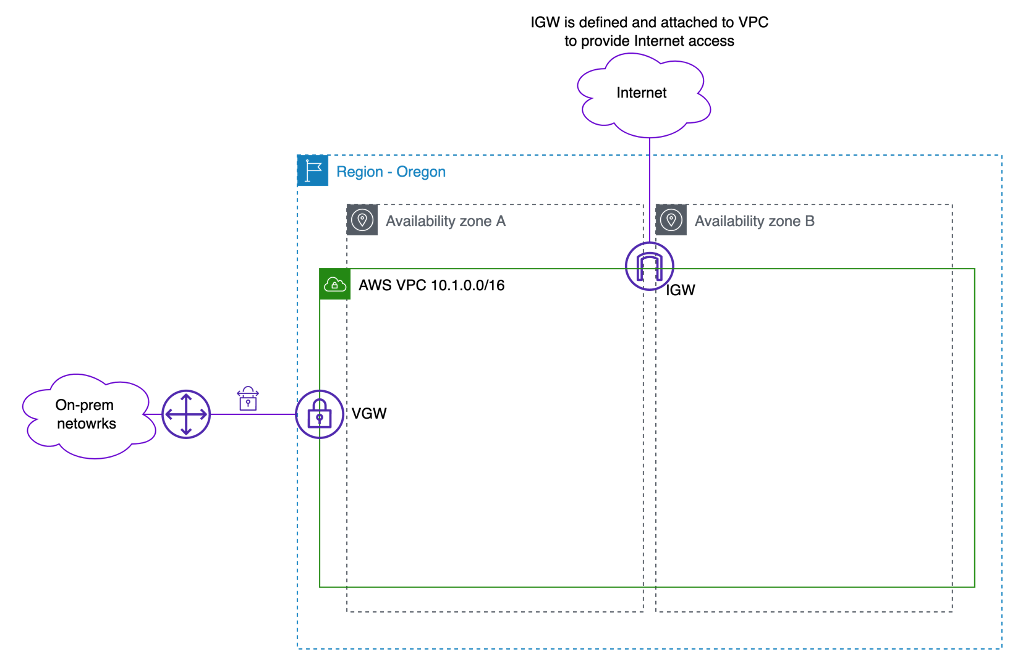 IGW is defined and attached to VPC
to provide Internet access
Internet
Region - Oregon
Availability zone A
Availability zone B
AWS VPC 10.1.0.0/16
IGW
On-prem
netowrks
VGW